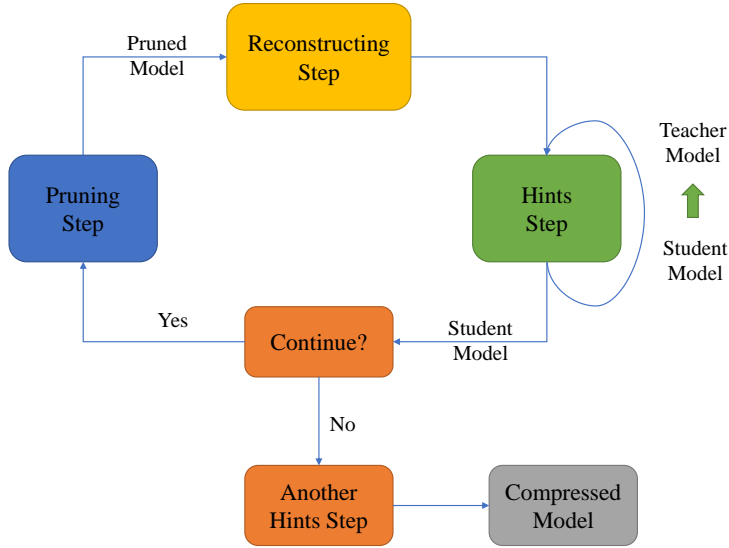 Pruned
Model
Reconstructing
Step
Teacher
Model
Pruning
Step
Hints
Step
Student
Model
Yes
Continue?
Student
Model
No
Another
Hints Step
Compressed
Model